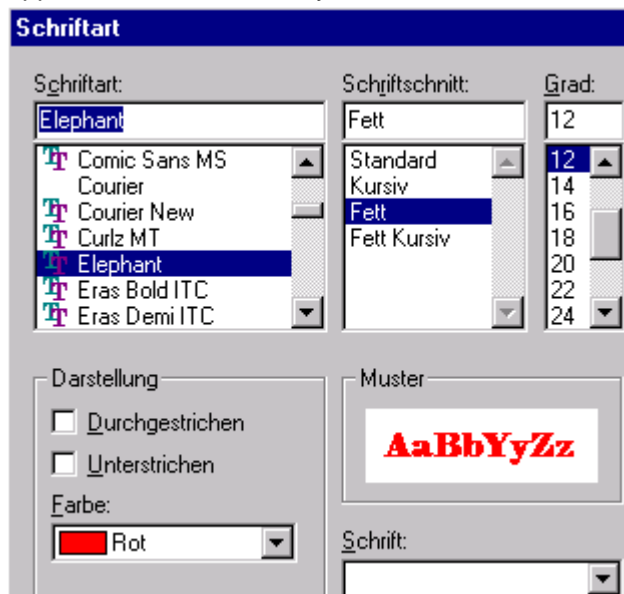 Schriftart
Schriftart:
Elephant
Comic Sans MS
Courier
Courier New
Curlz MT
Elephant
Eras Bold ITC
Eras Demi ITC
Schriftschnitt:
Fett
Standard
Kursiv
Fett
Fett Kursiv
Grad:
12
12
14
16
18
20
22
24
Darstellung
Durchgestrichen
Unterstrichen
Farbe:
Rot
Muster
AaBbYyZz
Schrift: